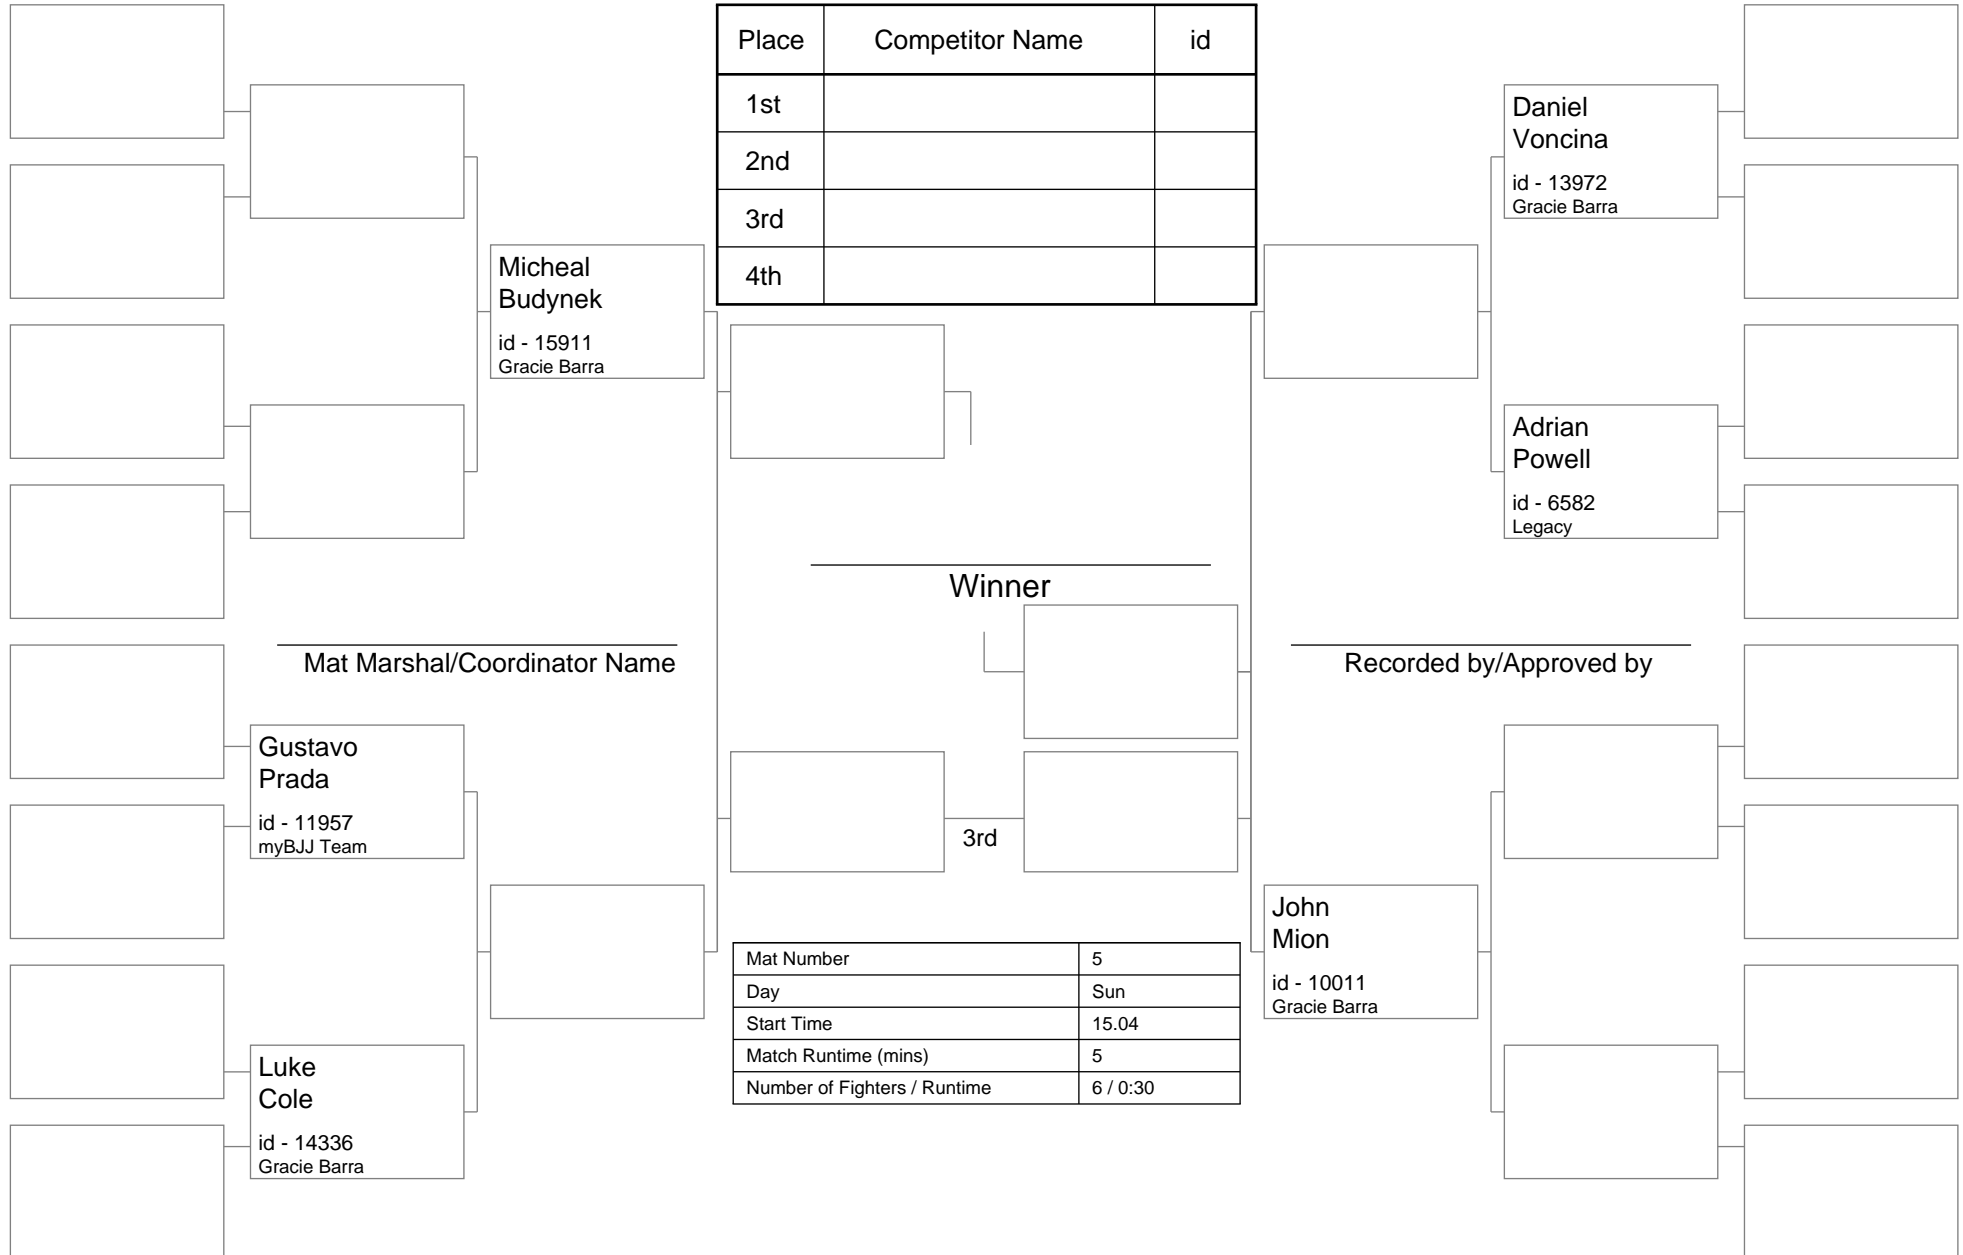 Place Competitor Name id
1st
2nd
3rd
4th
Micheal
Budynek
id - 15911
Gracie Barra
Daniel
Voncina
id - 13972
Gracie Barra
Adrian
Powell
id - 6582
Legacy
Winner
Mat Marshal/Coordinator Name
Recorded by/Approved by
Gustavo
Prada
id - 11957
myBJJ Team
3rd
Luke
Cole
id - 14336
Gracie Barra
John
Mion
id - 10011
Gracie Barra
Mat Number 5
Day Sun
Start Time 15.04
Match Runtime (mins) 5
Number of Fighters / Runtime 6 / 0:30